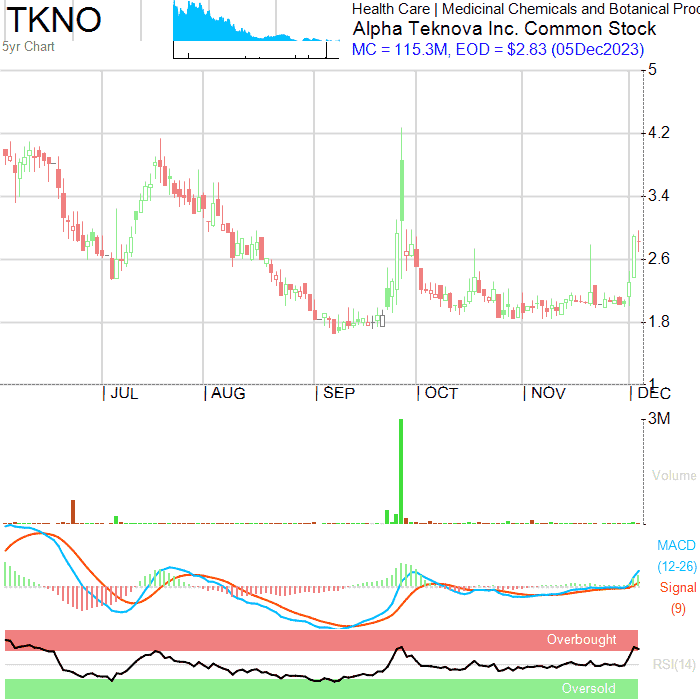 TKNO
5yr Chart
Health Care | Medicinal Chemicals and Botanical Proc
Alpha Teknova Inc. Common Stock
MC = 115.3M, EOD = $2.83 (05Dec2023)
5
4.2
3.4
2.6
1.8
1
| JUL | AUG | SEP | OCT | NOV | DEC
3M
Volume
MACD
(12-26)
Signal
(9)
Overbought
RSI(14)
Oversold